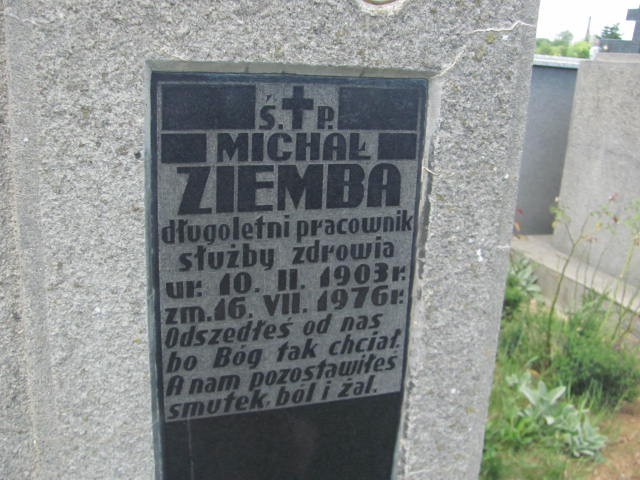 Ś. † P.
MICHAŁ
ZIEMBA
długoletni pracownik
służby zdrowia
ur. 10. II. 1903 r.
zm. 16. VII. 1976 r.
Odszedłeś od nas
bo Bóg tak chciał.
A nam pozostawiłeś
smutek, ból i żal.